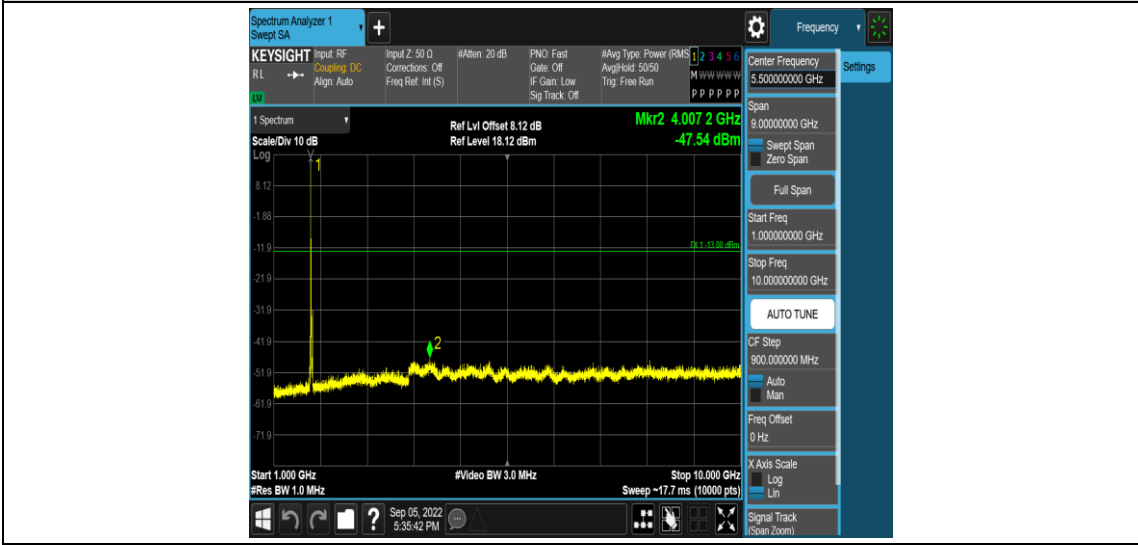 Spectrum Analyzer 1
Swept SA
+
Frequency
KEYSIGHT
RL
LM
Input: RF
Coupling: DC
Align: Auto
Input Z: 50 Ω
Corrections: Off
Freq Ref: Int (S)
#Atten: 20 dB
PNO: Fast
Gate: Off
IF Gain: Low
Sig Track: Off
#Avg Type: Power (RMS
Avg|Hold: 50/50
Trig: Free Run
1 2 3 4 5 6
M W W W W W
P P P P P P
1 Spectrum
Scale/Div 10 dB
Log
Ref Lvl Offset 8.12 dB
Ref Level 18.12 dBm
Mkr2 4.007 2 GHz
-47.54 dBm
1
8.12
-1.88
-11.9
DL1 -13.00 dBm
-21.9
-31.9
-41.9
2
-51.9
-61.9
-71.9
Start 1.000 GHz
#Res BW 1.0 MHz
#Video BW 3.0 MHz
Stop 10.000 GHz
Sweep ~17.7 ms (10000 pts)
?
Sep 05, 2022
5:35:42 PM
Center Frequency
5.500000000 GHz
Settings
Span
9.00000000 GHz
Swept Span
Zero Span
Full Span
Start Freq
1.000000000 GHz
Stop Freq
10.000000000 GHz
AUTO TUNE
CF Step
900.000000 MHz
Auto
Man
Freq Offset
0 Hz
X Axis Scale
Log
Lin
Signal Track
(Span Zoom)